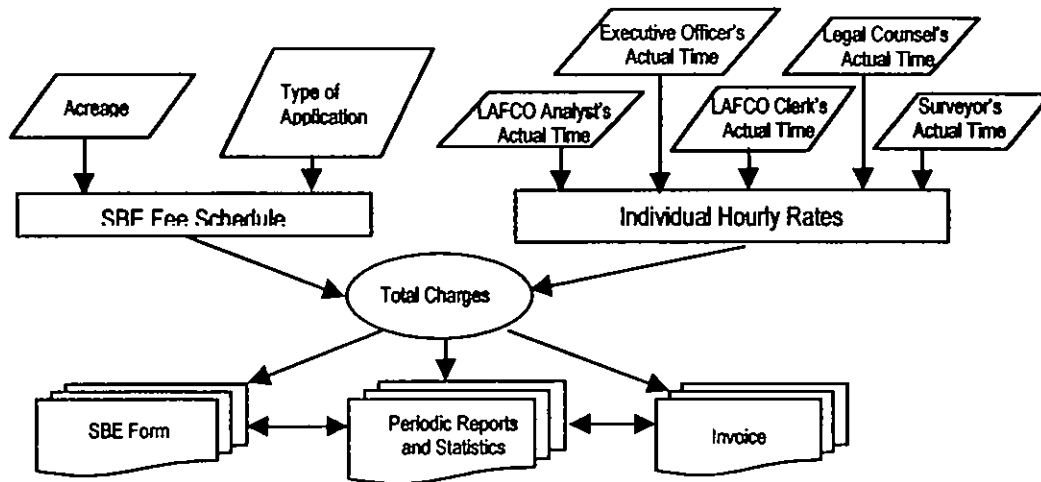 Executive Officer's
Actual Time
Legal Counsel's
Actual Time
Acreage
Type of
Application
LAFCO Analyst's
Actual Time
LAFCO Clerk's
Actual Time
Surveyor's
Actual Time
SBE Fee Schedule
Individual Hourly Rates
Total Charges
SBE Form
Periodic Reports
and Statistics
Invoice